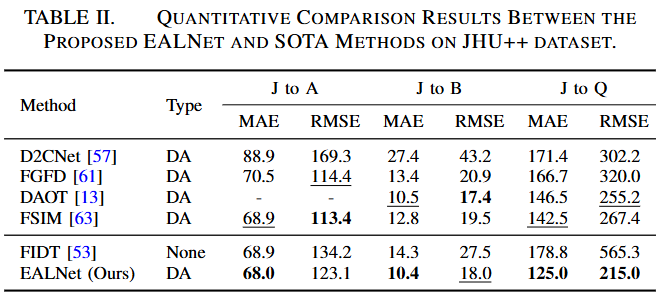 TABLE II. QUANTITATIVE COMPARISON RESULTS BETWEEN THE
PROPOSED EALNET AND SOTA METHODS ON JHU++ DATASET.
Method Type J to A J to B J to Q
MAE RMSE MAE RMSE MAE RMSE
D2CNet [57] DA 88.9 169.3 27.4 43.2 171.4 302.2
FGFD [61] DA 70.5 114.4 13.4 20.9 166.7 320.0
DAOT [13] DA - - 10.5 17.4 146.5 255.2
FSIM [63] DA 68.9 113.4 12.8 19.5 142.5 267.4
FIDT [53] None 68.9 134.2 14.3 27.5 178.8 565.3
EALNet (Ours) DA 68.0 123.1 10.4 18.0 125.0 215.0